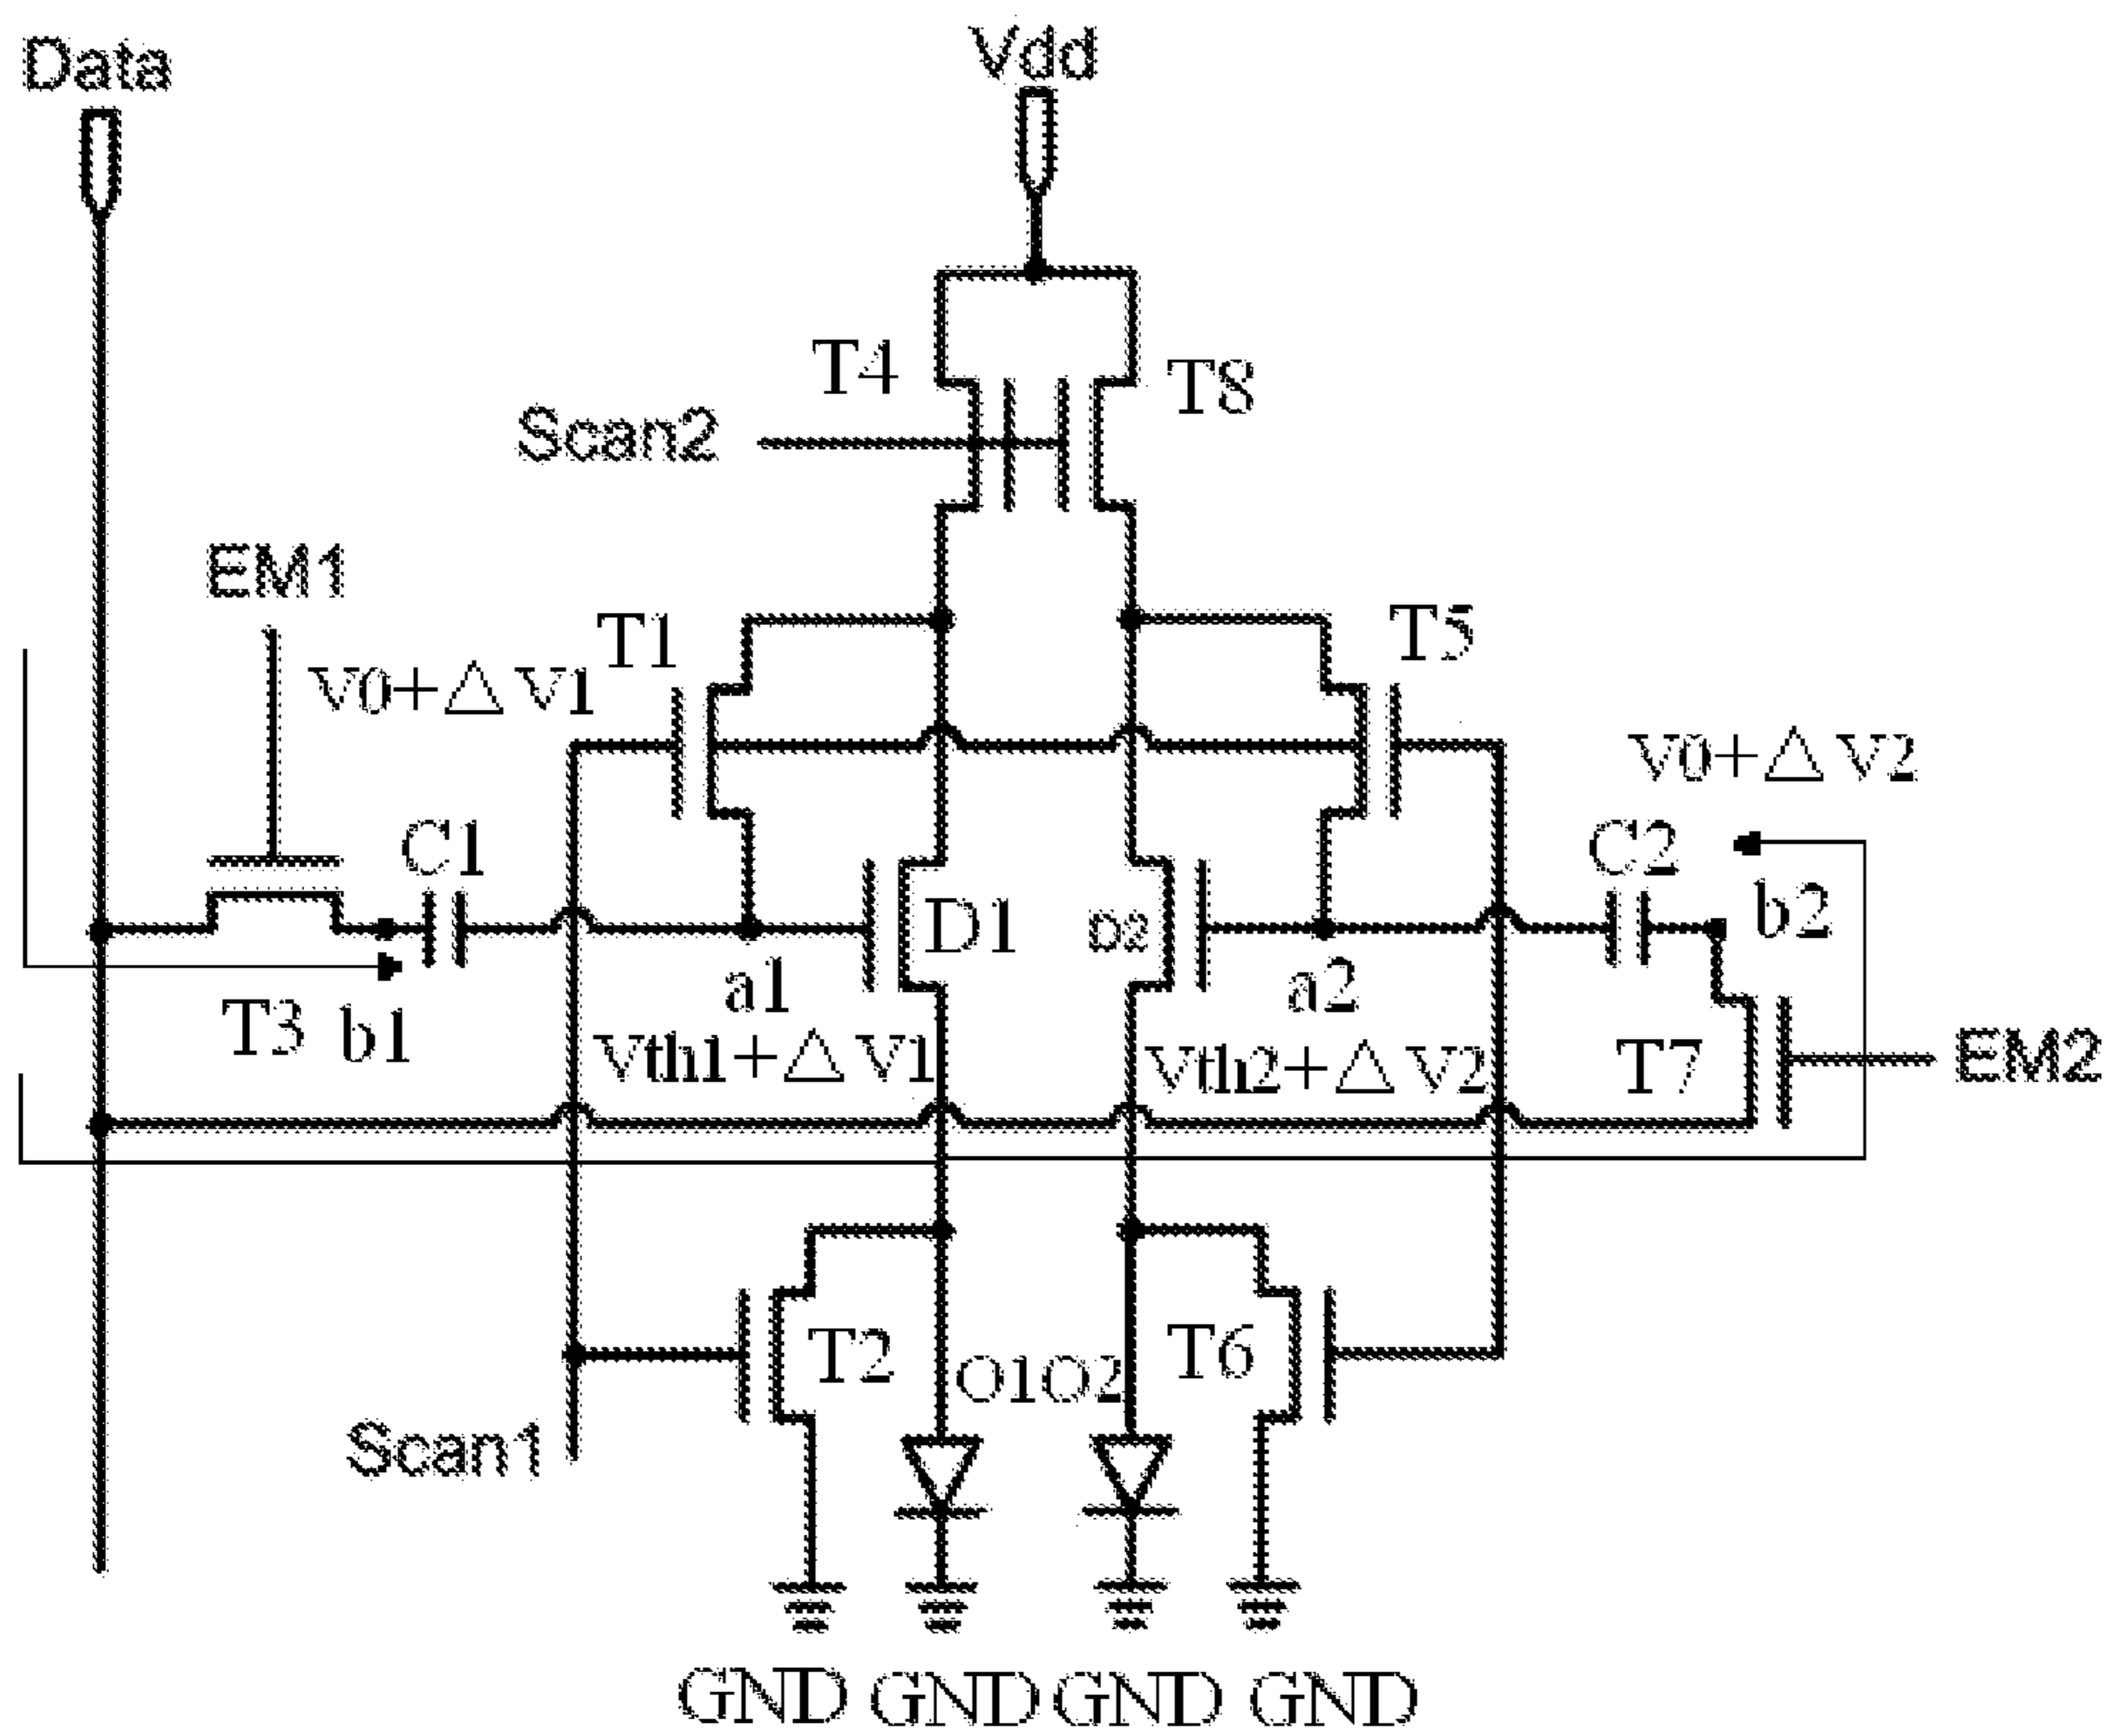 Data
Vdd
T4
T8
Scan2
EM1
T1
T5
V0+△V1
V0+△V2
C1
C2
b2
D1
D2
a1
a2
T3
b1
Vth1+△V1
Vth2+△V2
T7
EM2
T2
O1O2
T6
Scan1
GND GND GND GND